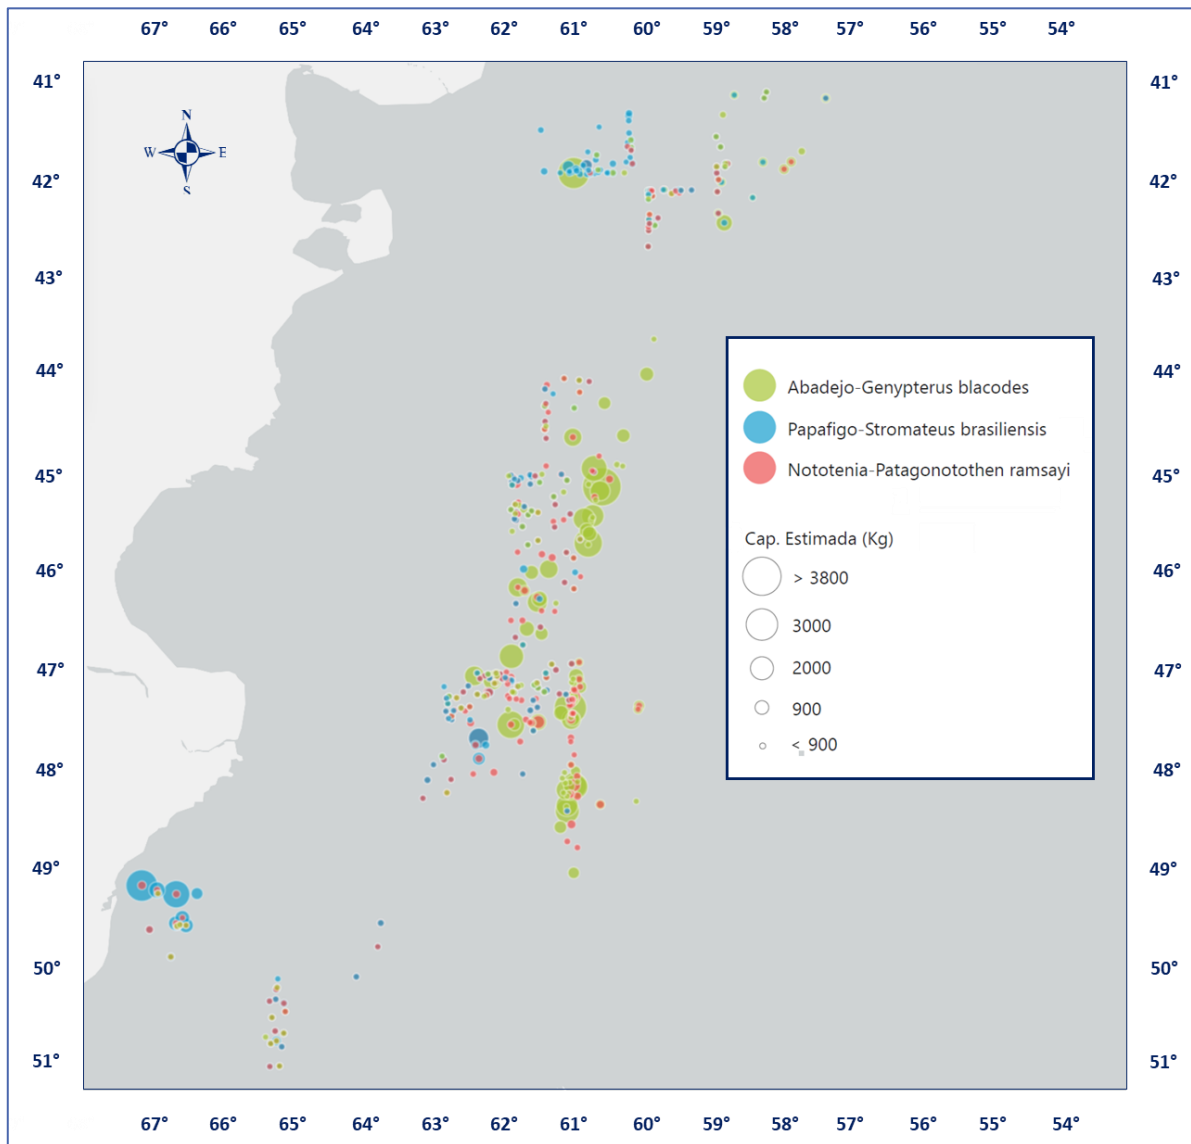 67° 66° 65° 64° 63° 62° 61° 60° 59° 58° 57° 56° 55° 54°
41° 41°
N
W E
S
42° 42°
43° 43°
44° 44°
Abadejo-Genypterus blacodes
Papafigo-Stromateus brasiliensis
Nototenia-Patagonotothen ramsayi
45° 45°
Cap. Estimada (Kg)
46° 46°
> 3800
3000
47° 47°
2000
900
< 900
48° 48°
49° 49°
50° 50°
51° 51°
67° 66° 65° 64° 63° 62° 61° 60° 59° 58° 57° 56° 55° 54°